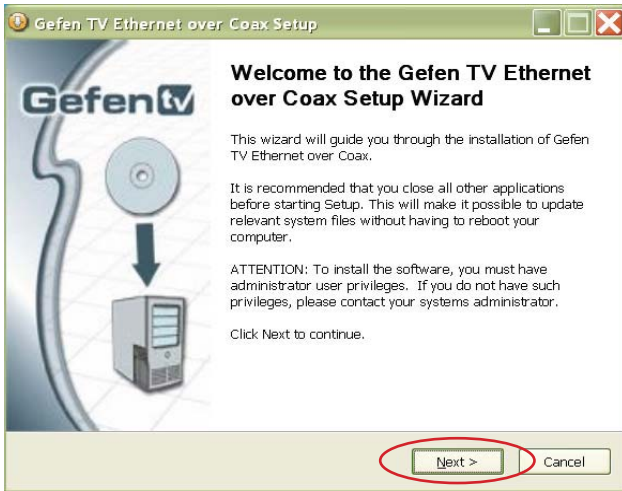 Gefen TV Ethernet over Coax Setup
Gefen tv
Welcome to the Gefen TV Ethernet
over Coax Setup Wizard
This wizard will guide you through the installation of Gefen
TV Ethernet over Coax.
It is recommended that you close all other applications
before starting Setup. This will make it possible to update
relevant system files without having to reboot your
computer.
ATTENTION: To install the software, you must have
administrator user privileges.  If you do not have such
privileges, please contact your systems administrator.
Click Next to continue.
Next >
Cancel